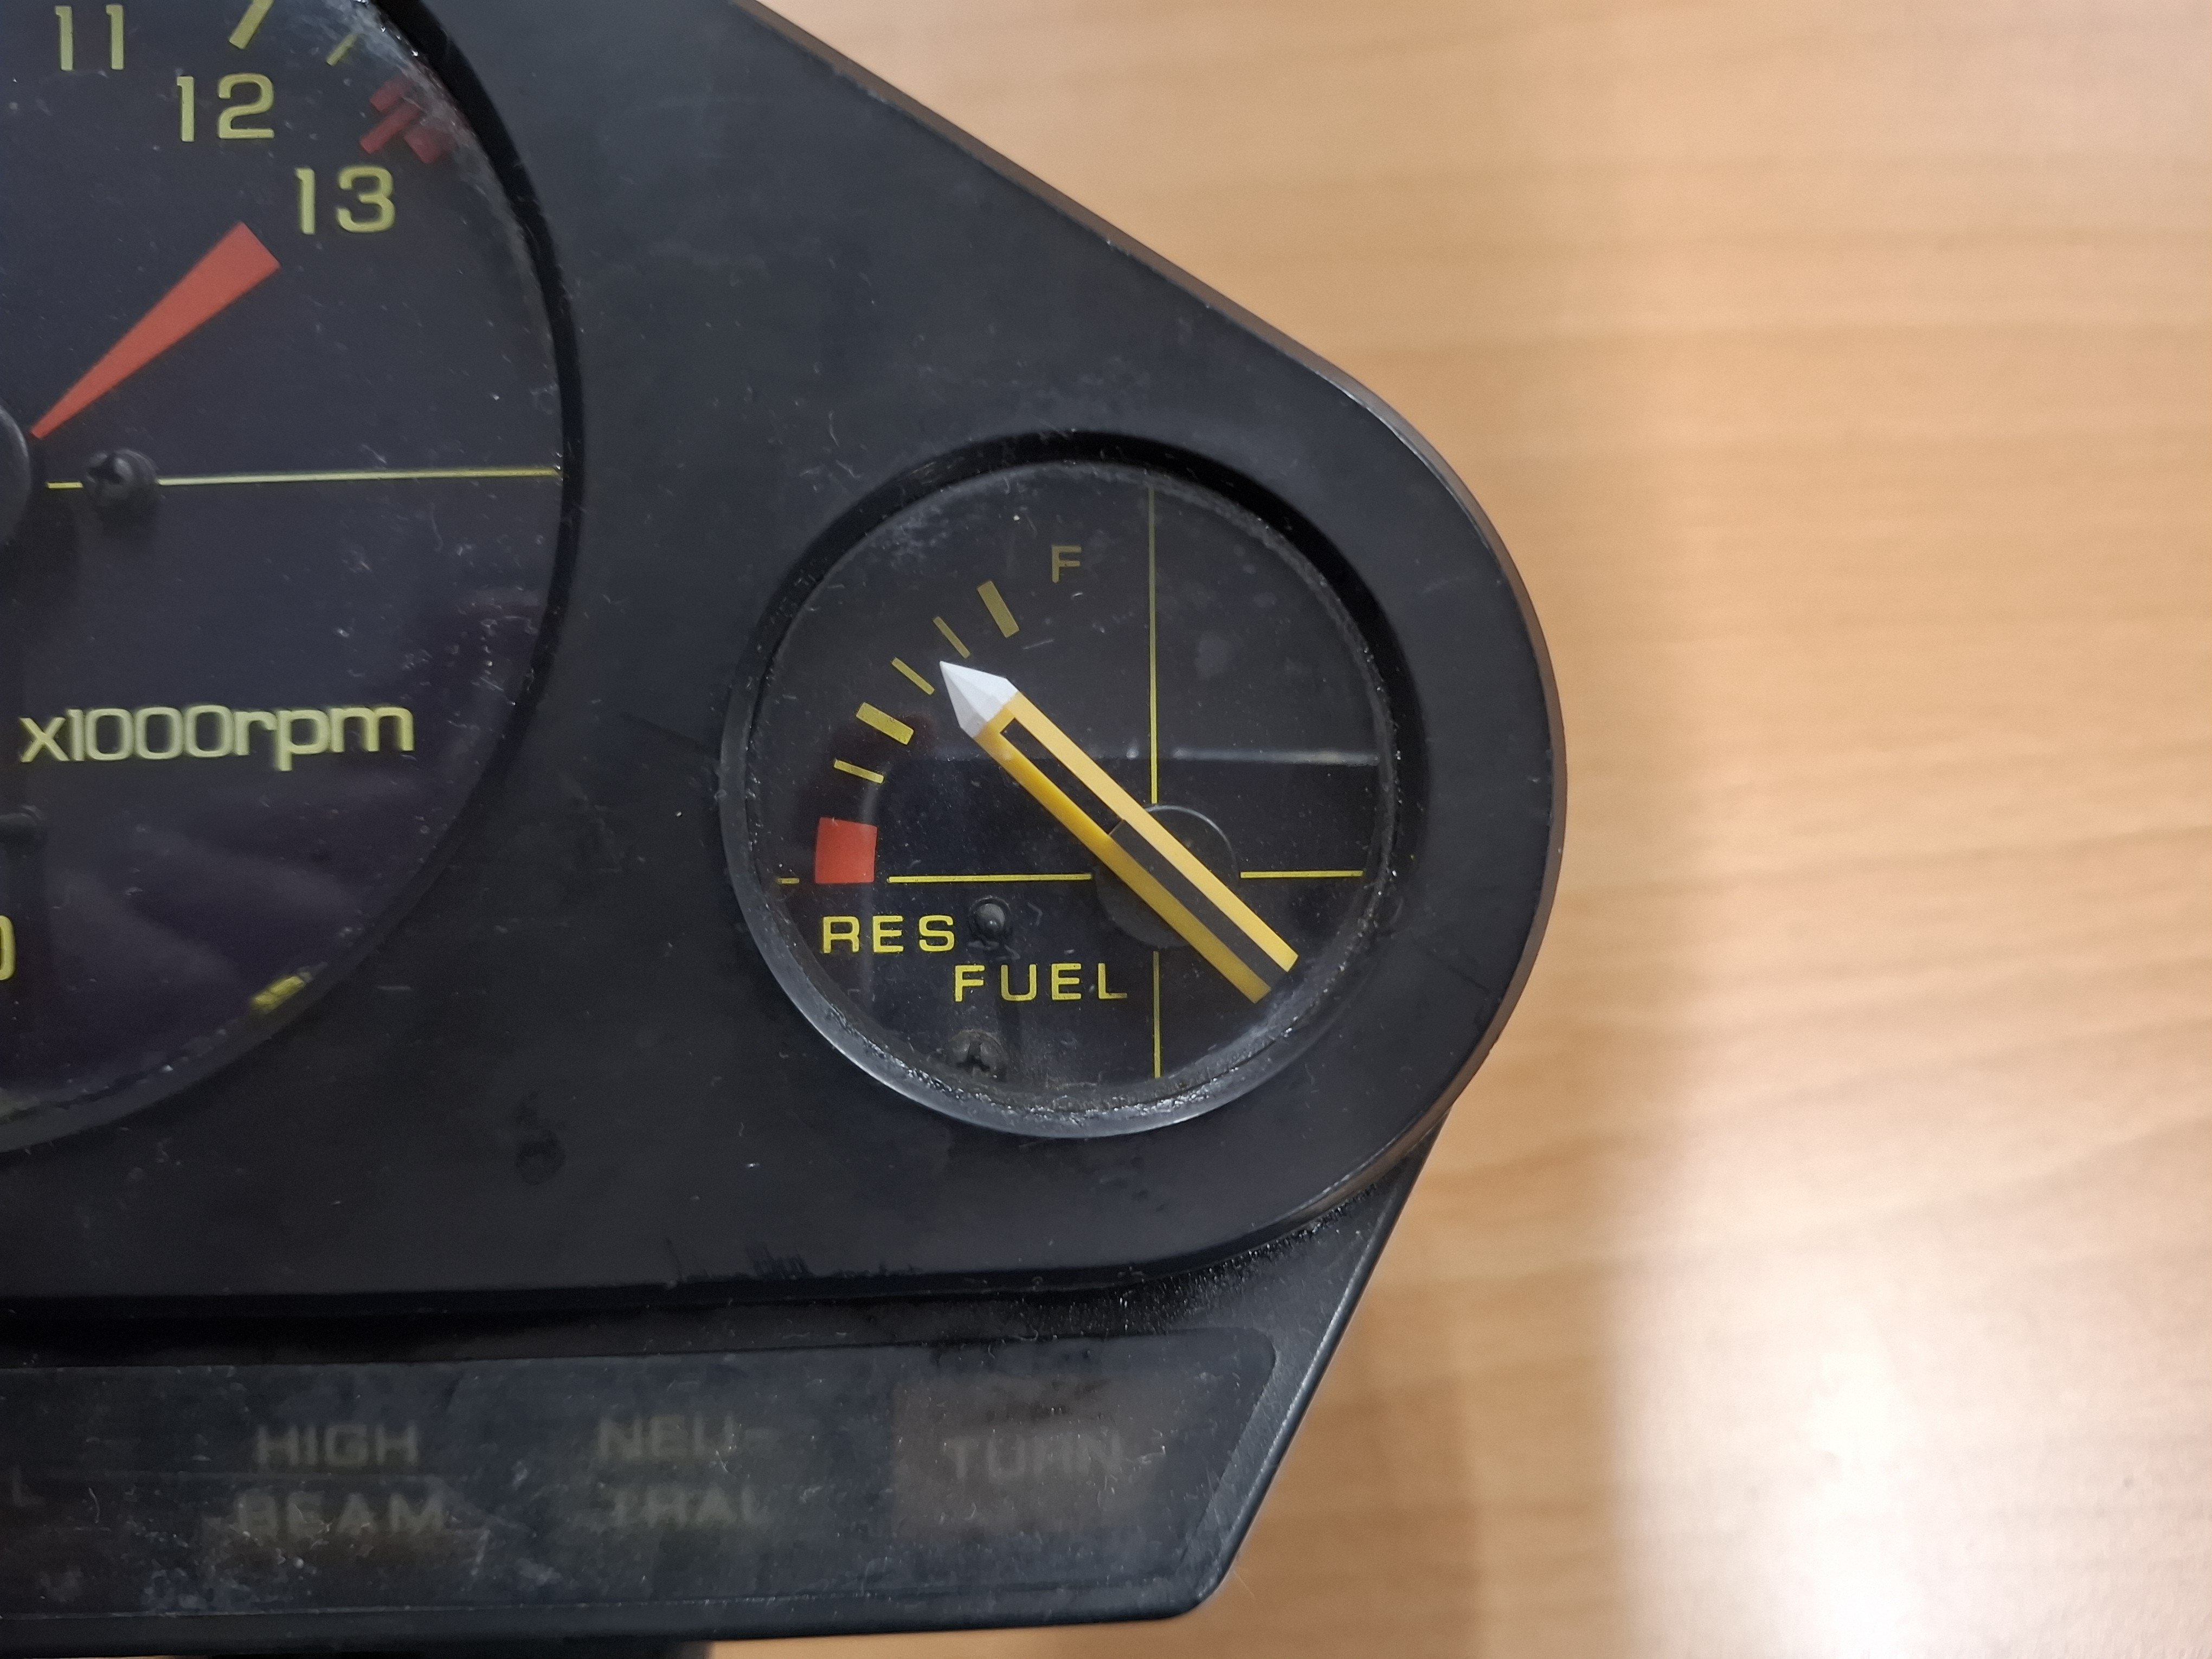 11
12
13
x1000rpm
F
RES
FUEL
HIGH
BEAM
NEU-
TRAL
TURN